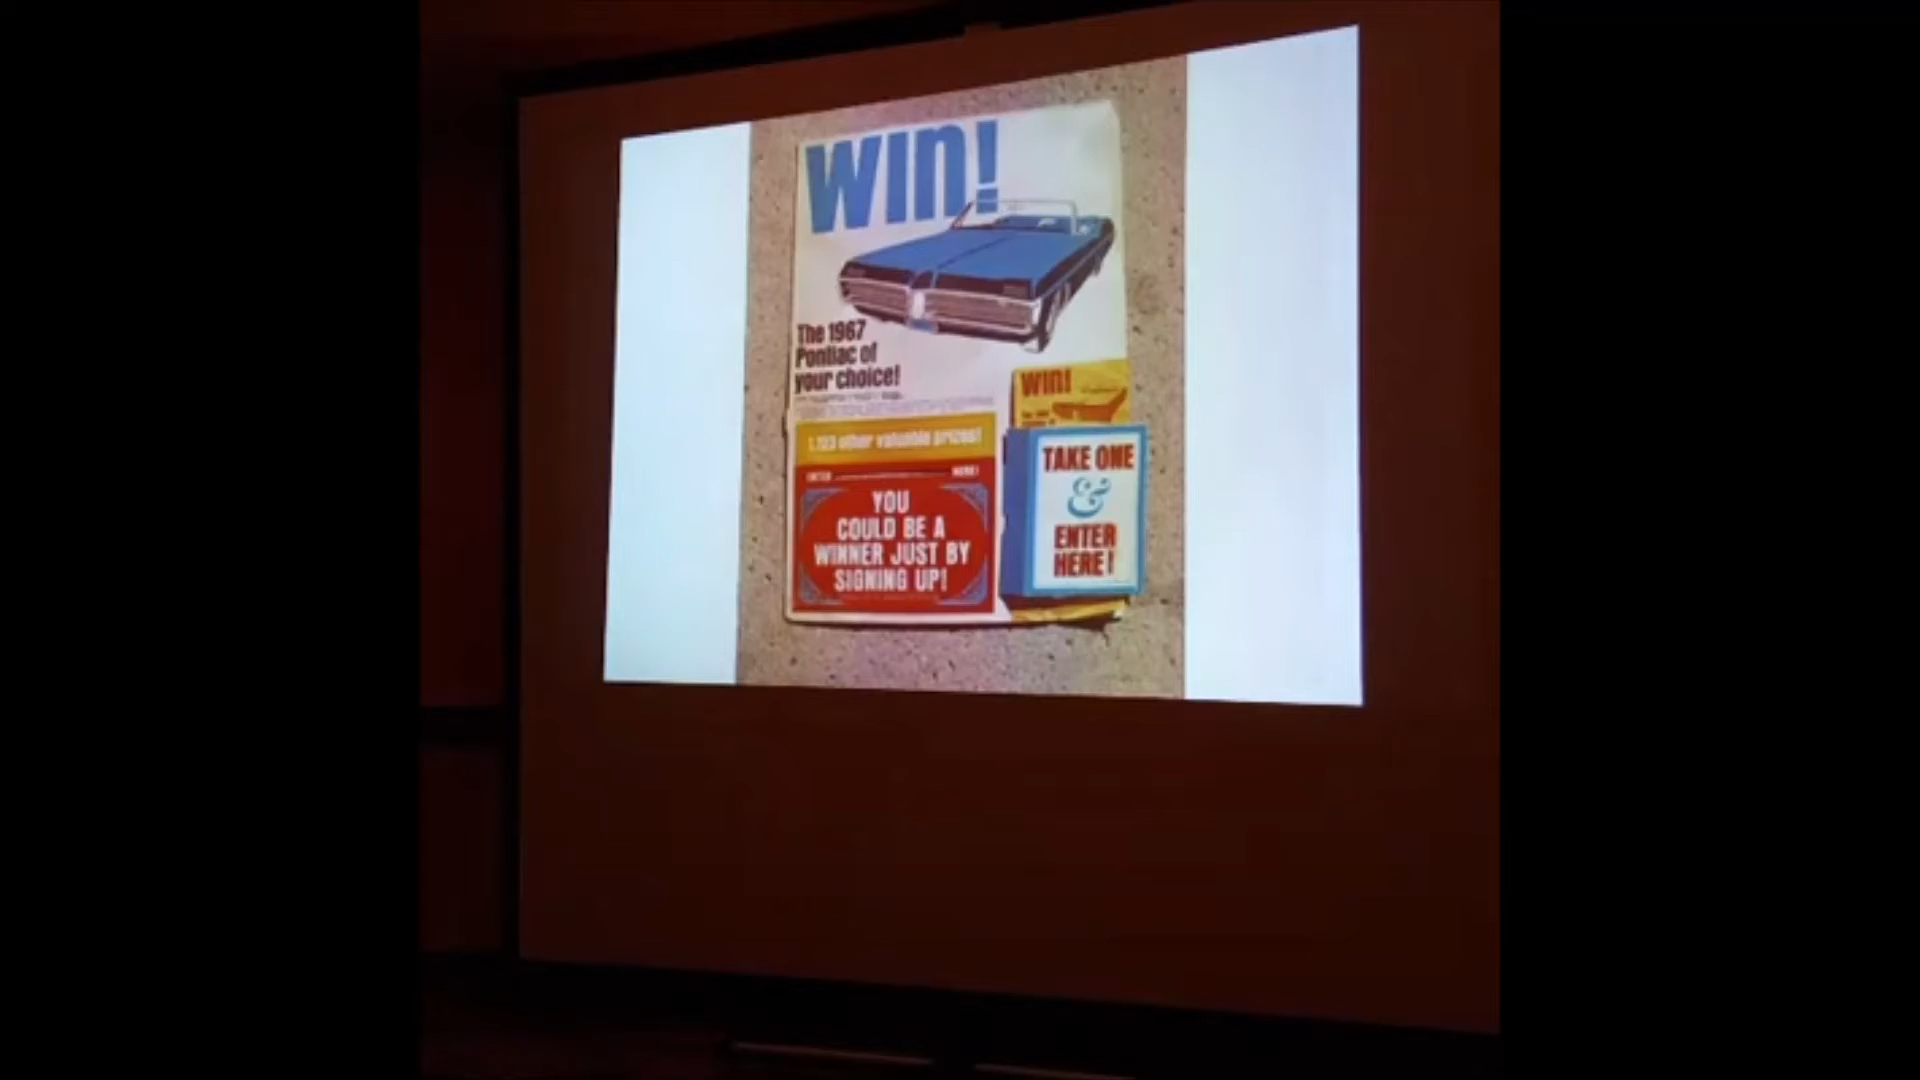 WIN!
The 1967
Pontiac of
your choice!
1,123 other valuable prizes!
ENTER
HERE!
YOU
COULD BE A
WINNER JUST BY
SIGNING UP!
WIN!
TAKE ONE
&
ENTER
HERE!